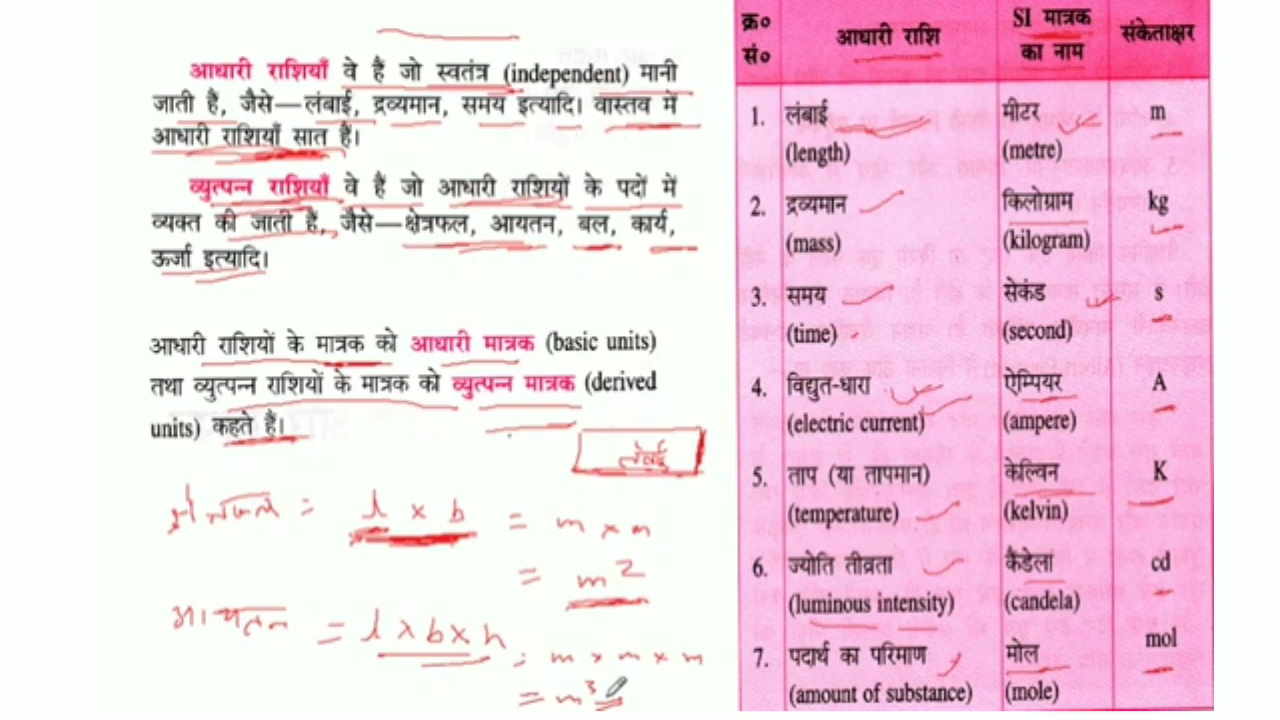 आधारी राशियाँ वे हैं जो स्वतंत्र (independent) मानी
जाती हैं, जैसे—लंबाई, द्रव्यमान, समय इत्यादि। वास्तव में
आधारी राशियाँ सात हैं।
व्युत्पन्न राशियाँ वे हैं जो आधारी राशियों के पदों में
व्यक्त की जाती हैं, जैसे—क्षेत्रफल, आयतन, बल, कार्य,
ऊर्जा इत्यादि।
आधारी राशियों के मात्रक को आधारी मात्रक (basic units)
तथा व्युत्पन्न राशियों के मात्रक को व्युत्पन्न मात्रक (derived
units) कहते हैं।
लंबाई
क्षेत्रफल = l × b = m × m
= m²
आयतन = l × b × h
= m × m × m
= m³
क्र० सं० आधारी राशि SI मात्रक का नाम संकेताक्षर
1. लंबाई मीटर m
(length) (metre)
2. द्रव्यमान किलोग्राम kg
(mass) (kilogram)
3. समय सेकंड s
(time) (second)
4. विद्युत-धारा ऐम्पियर A
(electric current) (ampere)
5. ताप (या तापमान) केल्विन K
(temperature) (kelvin)
6. ज्योति तीव्रता कैंडेला cd
(luminous intensity) (candela)
7. पदार्थ का परिमाण मोल mol
(amount of substance) (mole)